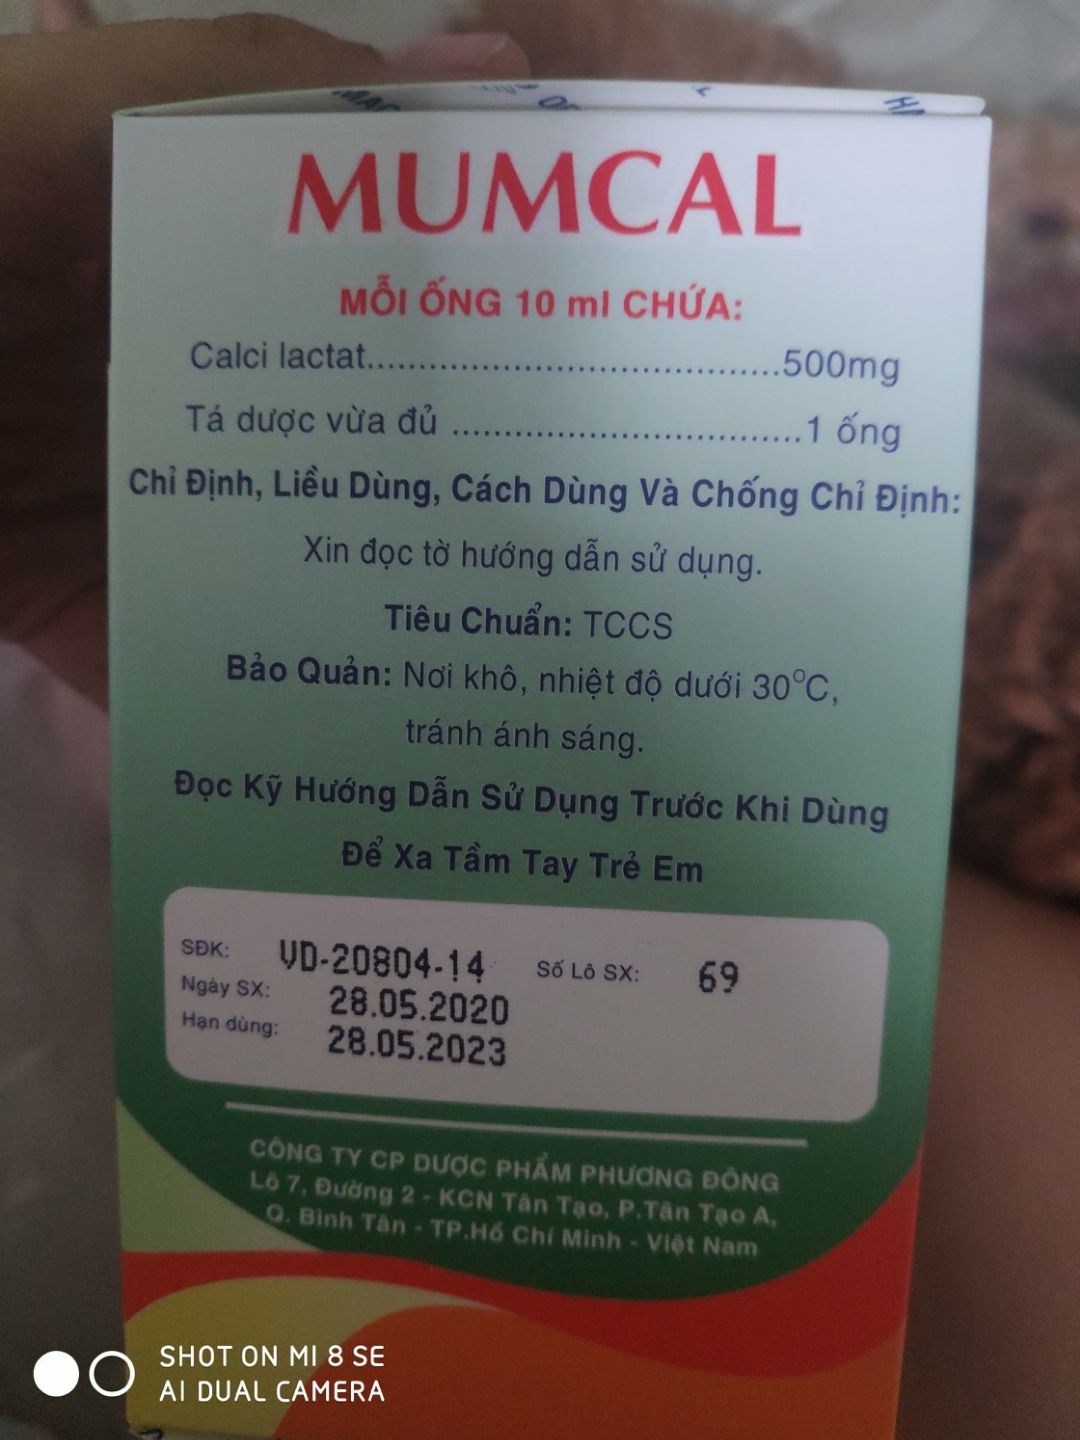 MUMCAL
MỖI ỐNG 10 ml CHỨA:
Calci lactat.......................................500mg
Tá dược vừa đủ .................................1 ống
Chỉ Định, Liều Dùng, Cách Dùng Và Chống Chỉ Định:
Xin đọc tờ hướng dẫn sử dụng.
Tiêu Chuẩn: TCCS
Bảo Quản: Nơi khô, nhiệt độ dưới 30°C,
tránh ánh sáng.
Đọc Kỹ Hướng Dẫn Sử Dụng Trước Khi Dùng
Để Xa Tầm Tay Trẻ Em
SĐK: VD-20804-14 Số Lô SX: 69
Ngày SX: 28.05.2020
Hạn dùng: 28.05.2023
CÔNG TY CP DƯỢC PHẨM PHƯƠNG ĐÔNG
Lô 7, Đường 2 - KCN Tân Tạo, P.Tân Tạo A,
Q. Bình Tân - TP.Hồ Chí Minh - Việt Nam
SHOT ON MI 8 SE
AI DUAL CAMERA